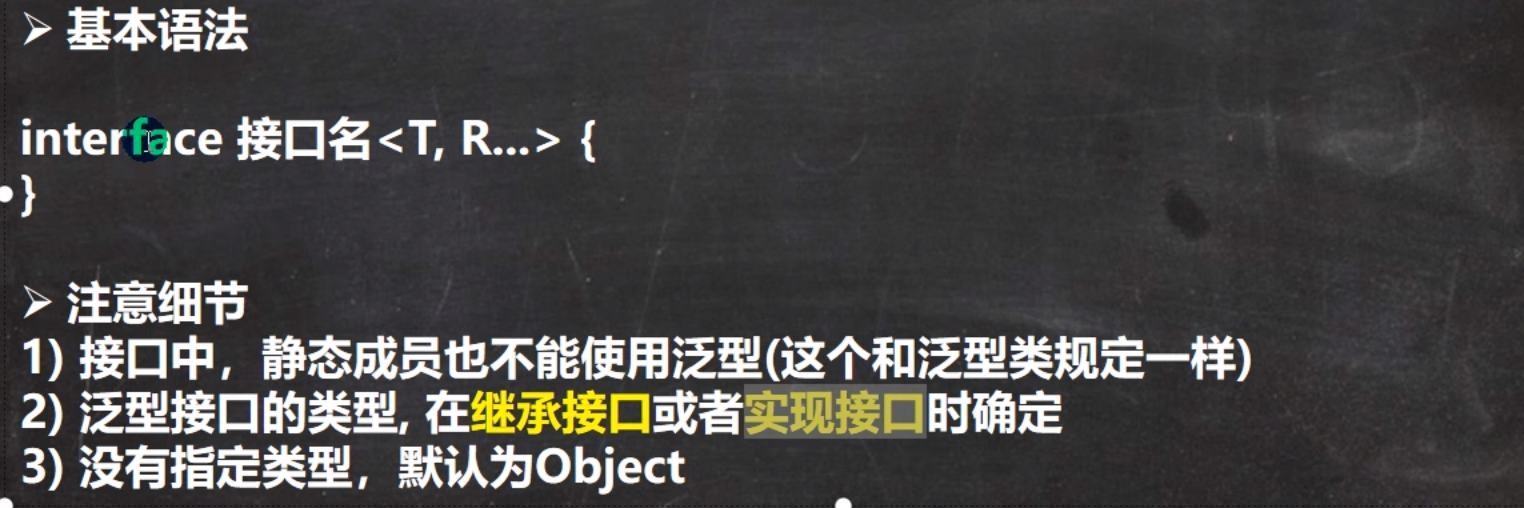 ➢ 基本语法
interface 接口名<T, R...> {
}
➢ 注意细节
1) 接口中，静态成员也不能使用泛型(这个和泛型类规定一样)
2) 泛型接口的类型, 在继承接口或者实现接口时确定
3) 没有指定类型，默认为Object